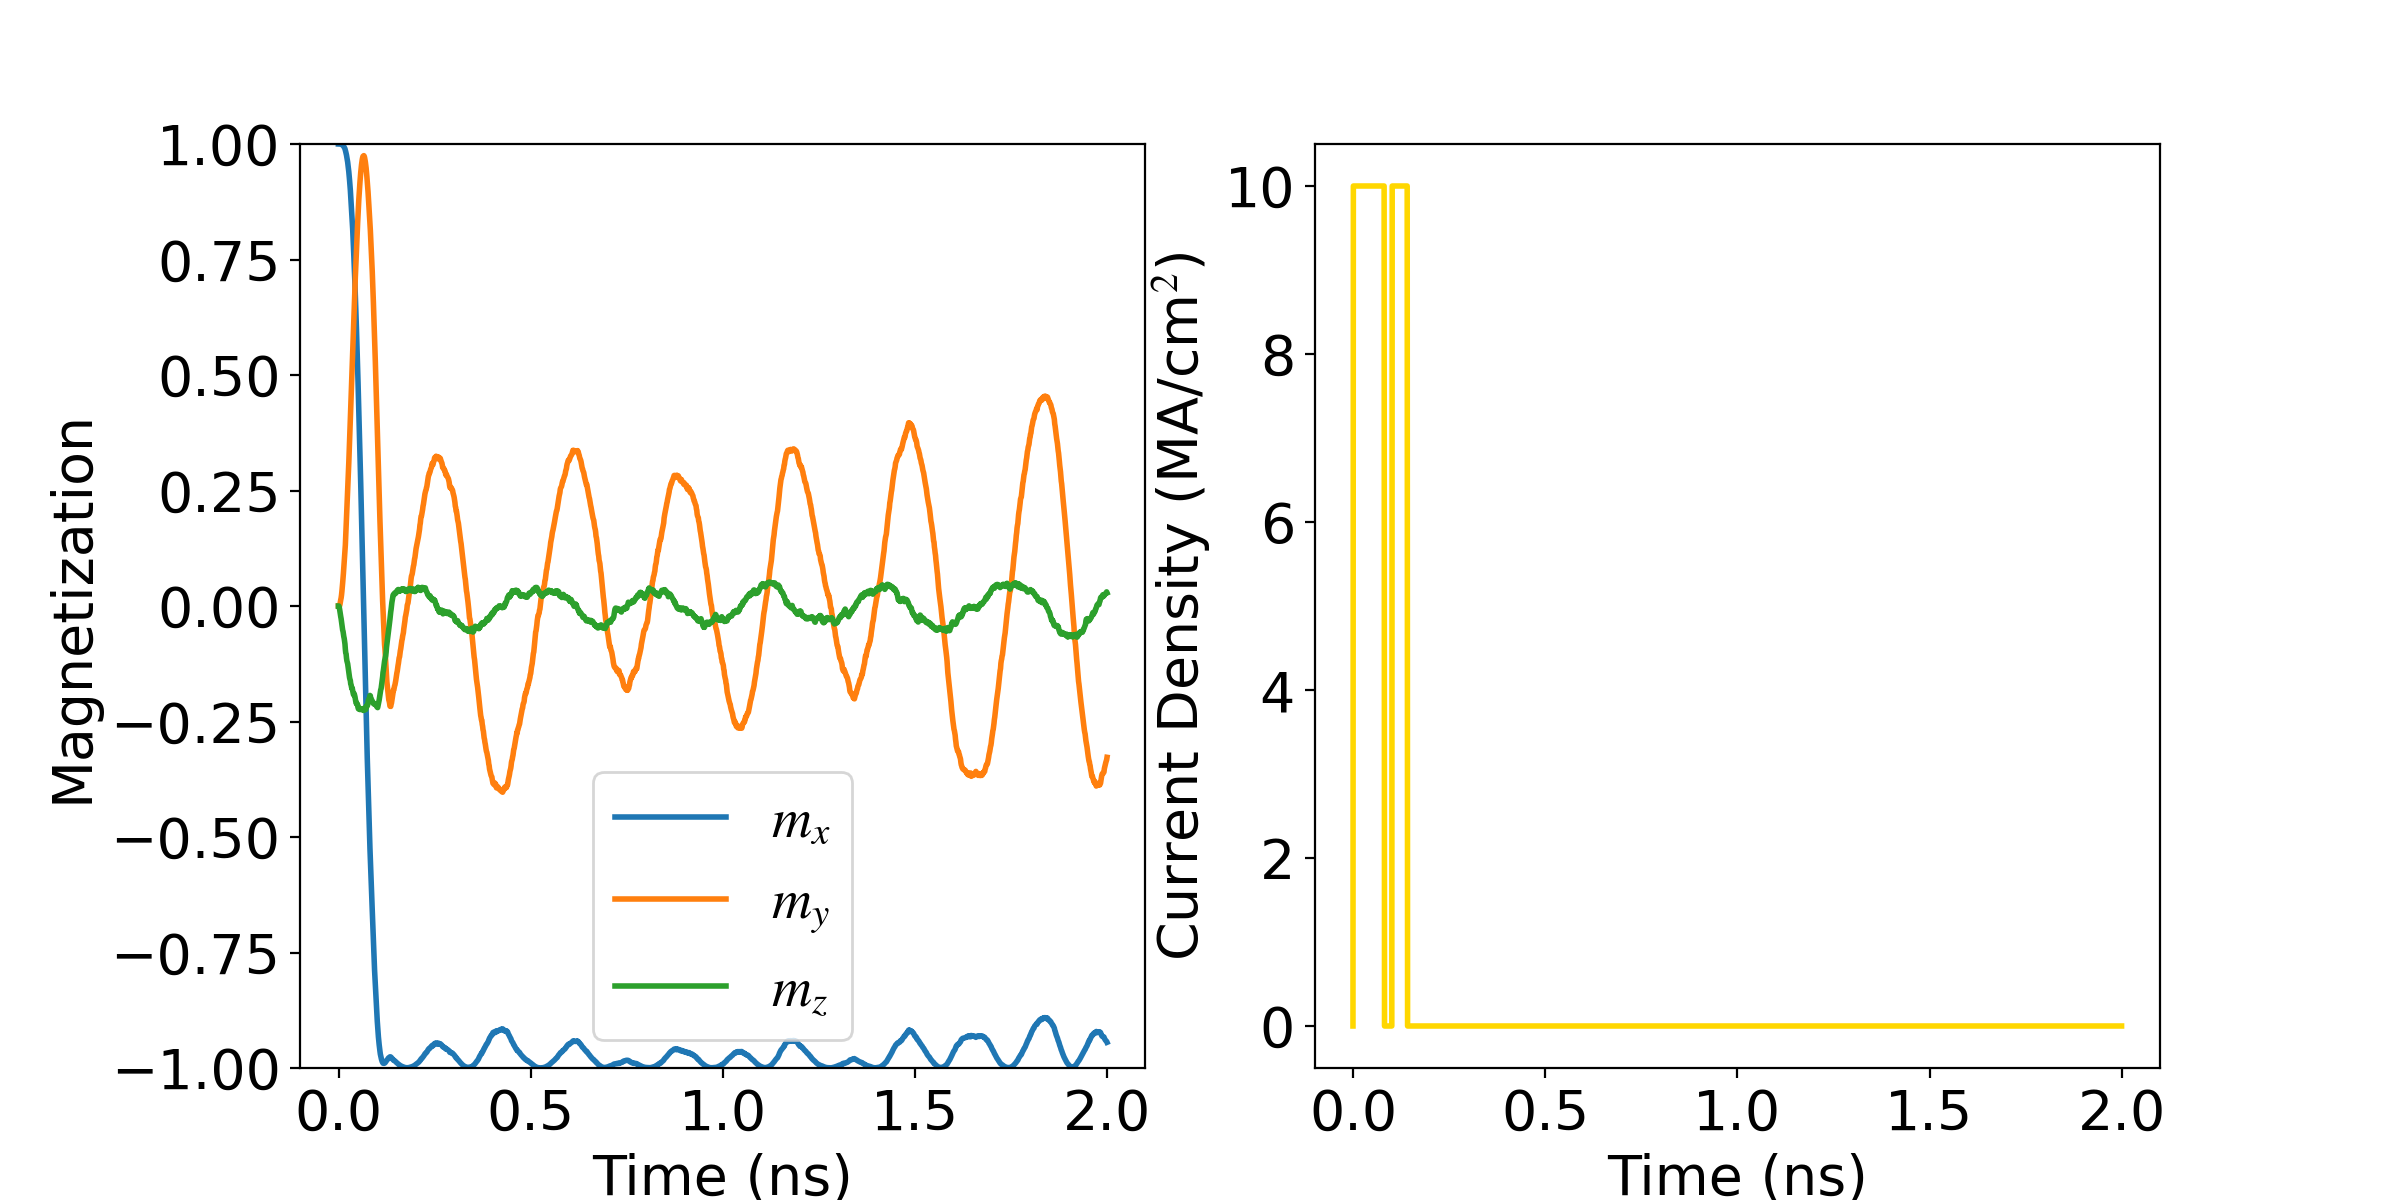 1.00
0.75
0.50
0.25
0.00
−0.25
−0.50
−0.75
−1.00
Magnetization
0.0 0.5 1.0 1.5 2.0
Time (ns)
m_x
m_y
m_z
10
8
6
4
2
0
Current Density (MA/cm²)
0.0 0.5 1.0 1.5 2.0
Time (ns)